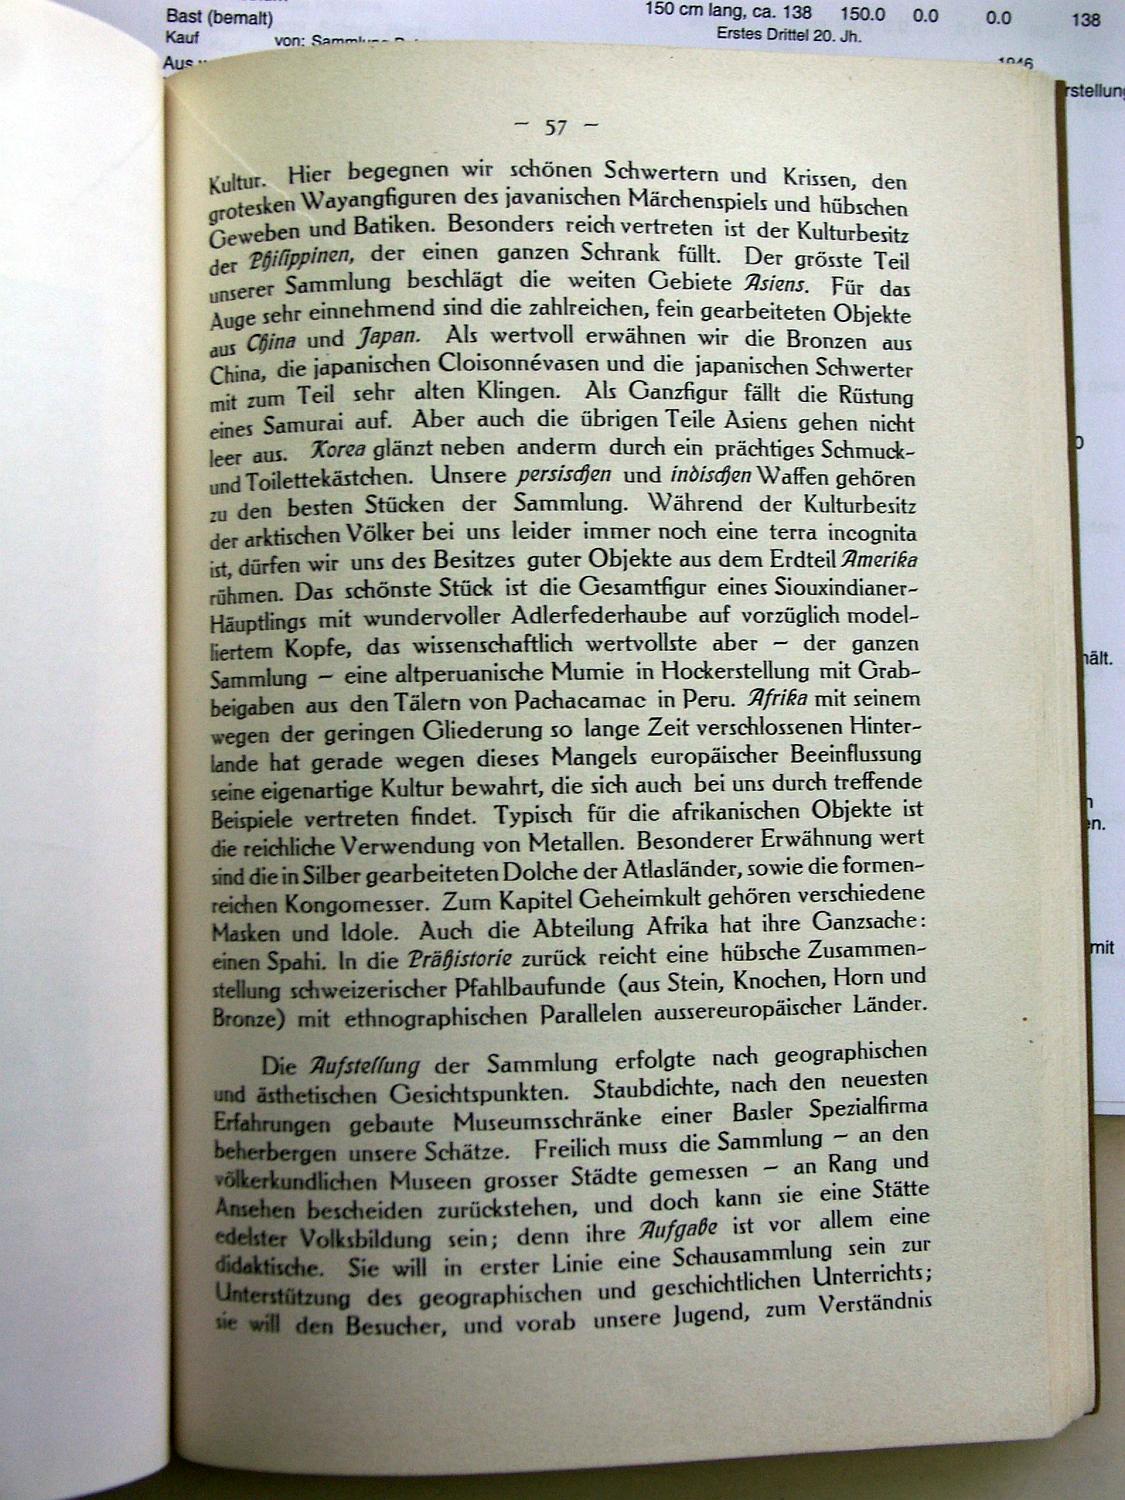 Bast (bemalt)
150 cm lang, ca. 138 150.0 0.0 0.0 138
Kauf
von:
Erstes Drittel 20. Jh.
Aus
rstellung
– 57 –
Kultur. Hier begegnen wir schönen Schwertern und Krissen, den
grotesken Wayangfiguren des javanischen Märchenspiels und hübschen
Geweben und Batiken. Besonders reich vertreten ist der Kulturbesitz
der Philippinen, der einen ganzen Schrank füllt. Der grösste Teil
unserer Sammlung beschlägt die weiten Gebiete Asiens. Für das
Auge sehr einnehmend sind die zahlreichen, fein gearbeiteten Objekte
aus China und Japan. Als wertvoll erwähnen wir die Bronzen aus
China, die japanischen Cloisonnévasen und die japanischen Schwerter
mit zum Teil sehr alten Klingen. Als Ganzfigur fällt die Rüstung
eines Samurai auf. Aber auch die übrigen Teile Asiens gehen nicht
leer aus. Korea glänzt neben anderm durch ein prächtiges Schmuck-
und Toilettekästchen. Unsere persischen und indischen Waffen gehören
zu den besten Stücken der Sammlung. Während der Kulturbesitz
der arktischen Völker bei uns leider immer noch eine terra incognita
ist, dürfen wir uns des Besitzes guter Objekte aus dem Erdteil Amerika
rühmen. Das schönste Stück ist die Gesamtfigur eines Siouxindianer-
Häuptlings mit wundervoller Adlerfederhaube auf vorzüglich model-
liertem Kopfe, das wissenschaftlich wertvollste aber – der ganzen
Sammlung – eine altperuanische Mumie in Hockerstellung mit Grab-
beigaben aus den Tälern von Pachacamac in Peru. Afrika mit seinem
wegen der geringen Gliederung so lange Zeit verschlossenen Hinter-
lande hat gerade wegen dieses Mangels europäischer Beeinflussung
seine eigenartige Kultur bewahrt, die sich auch bei uns durch treffende
Beispiele vertreten findet. Typisch für die afrikanischen Objekte ist
die reichliche Verwendung von Metallen. Besonderer Erwähnung wert
sind die in Silber gearbeiteten Dolche der Atlasländer, sowie die formen-
reichen Kongomesser. Zum Kapitel Geheimkult gehören verschiedene
Masken und Idole. Auch die Abteilung Afrika hat ihre Ganzsache:
einen Spahi. In die Prähistorie zurück reicht eine hübsche Zusammen-
stellung schweizerischer Pfahlbaufunde (aus Stein, Knochen, Horn und
Bronze) mit ethnographischen Parallelen aussereuropäischer Länder.
Die Aufstellung der Sammlung erfolgte nach geographischen
und ästhetischen Gesichtspunkten. Staubdichte, nach den neuesten
Erfahrungen gebaute Museumsschränke einer Basler Spezialfirma
beherbergen unsere Schätze. Freilich muss die Sammlung – an den
völkerkundlichen Museen grosser Städte gemessen – an Rang und
Ansehen bescheiden zurückstehen, und doch kann sie eine Stätte
edelster Volksbildung sein; denn ihre Aufgabe ist vor allem eine
didaktische. Sie will in erster Linie eine Schausammlung sein zur
Unterstützung des geographischen und geschichtlichen Unterrichts;
sie will den Besucher, und vorab unsere Jugend, zum Verständnis
hält.
en.
mit